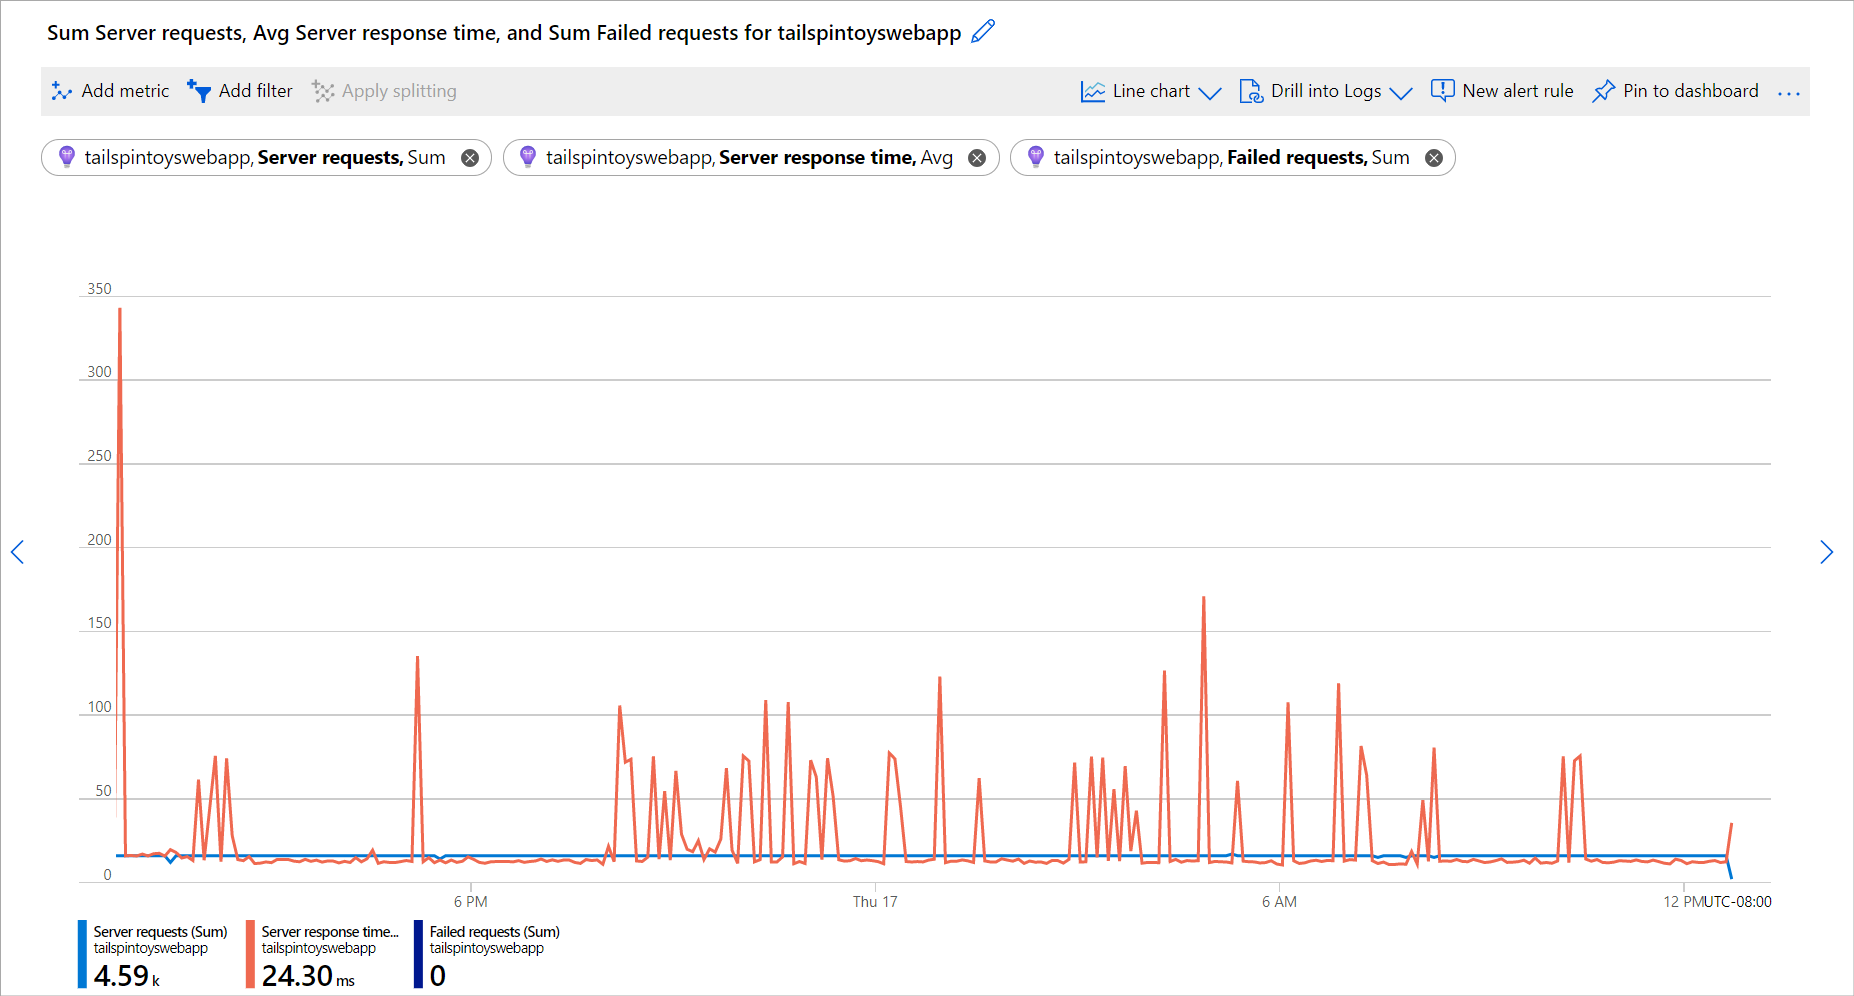 Sum Server requests, Avg Server response time, and Sum Failed requests for tailspintoyswebapp
Add metric Add filter Apply splitting Line chart Drill into Logs New alert rule Pin to dashboard ...
tailspintoyswebapp, Server requests, Sum tailspintoyswebapp, Server response time, Avg tailspintoyswebapp, Failed requests, Sum
350
300
250
200
150
100
50
0
6 PM Thu 17 6 AM 12 PM UTC-08:00
Server requests (Sum) Server response time... Failed requests (Sum)
tailspintoyswebapp tailspintoyswebapp tailspintoyswebapp
4.59 k 24.30 ms 0